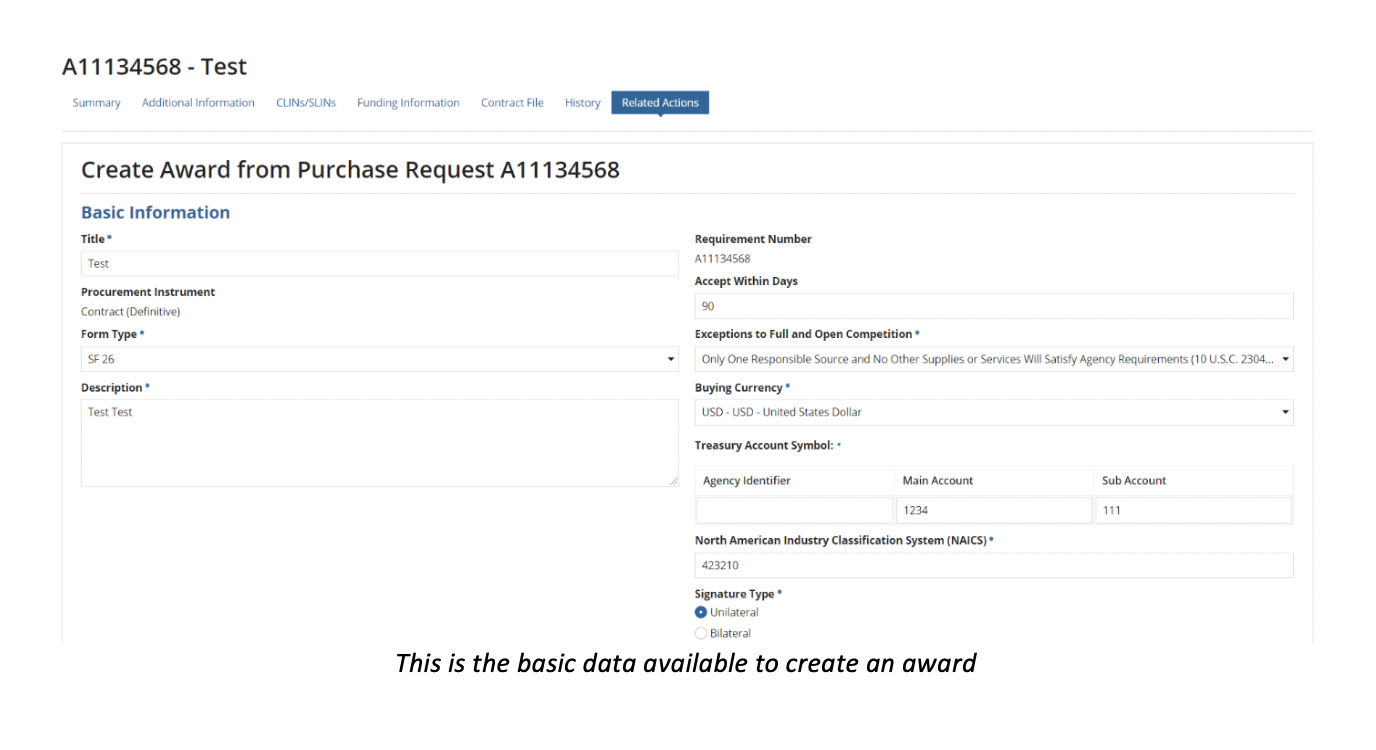 A11134568 - Test
Summary Additional Information CLINs/SLINs Funding Information Contract File History Related Actions
Create Award from Purchase Request A11134568
Basic Information
Title *
Test
Procurement Instrument
Contract (Definitive)
Form Type *
SF 26
Description *
Test Test
Requirement Number
A11134568
Accept Within Days
90
Exceptions to Full and Open Competition *
Only One Responsible Source and No Other Supplies or Services Will Satisfy Agency Requirements (10 U.S.C. 2304...
Buying Currency *
USD - USD - United States Dollar
Treasury Account Symbol: *
Agency Identifier Main Account Sub Account
1234 111
North American Industry Classification System (NAICS) *
423210
Signature Type *
Unilateral
Bilateral
This is the basic data available to create an award